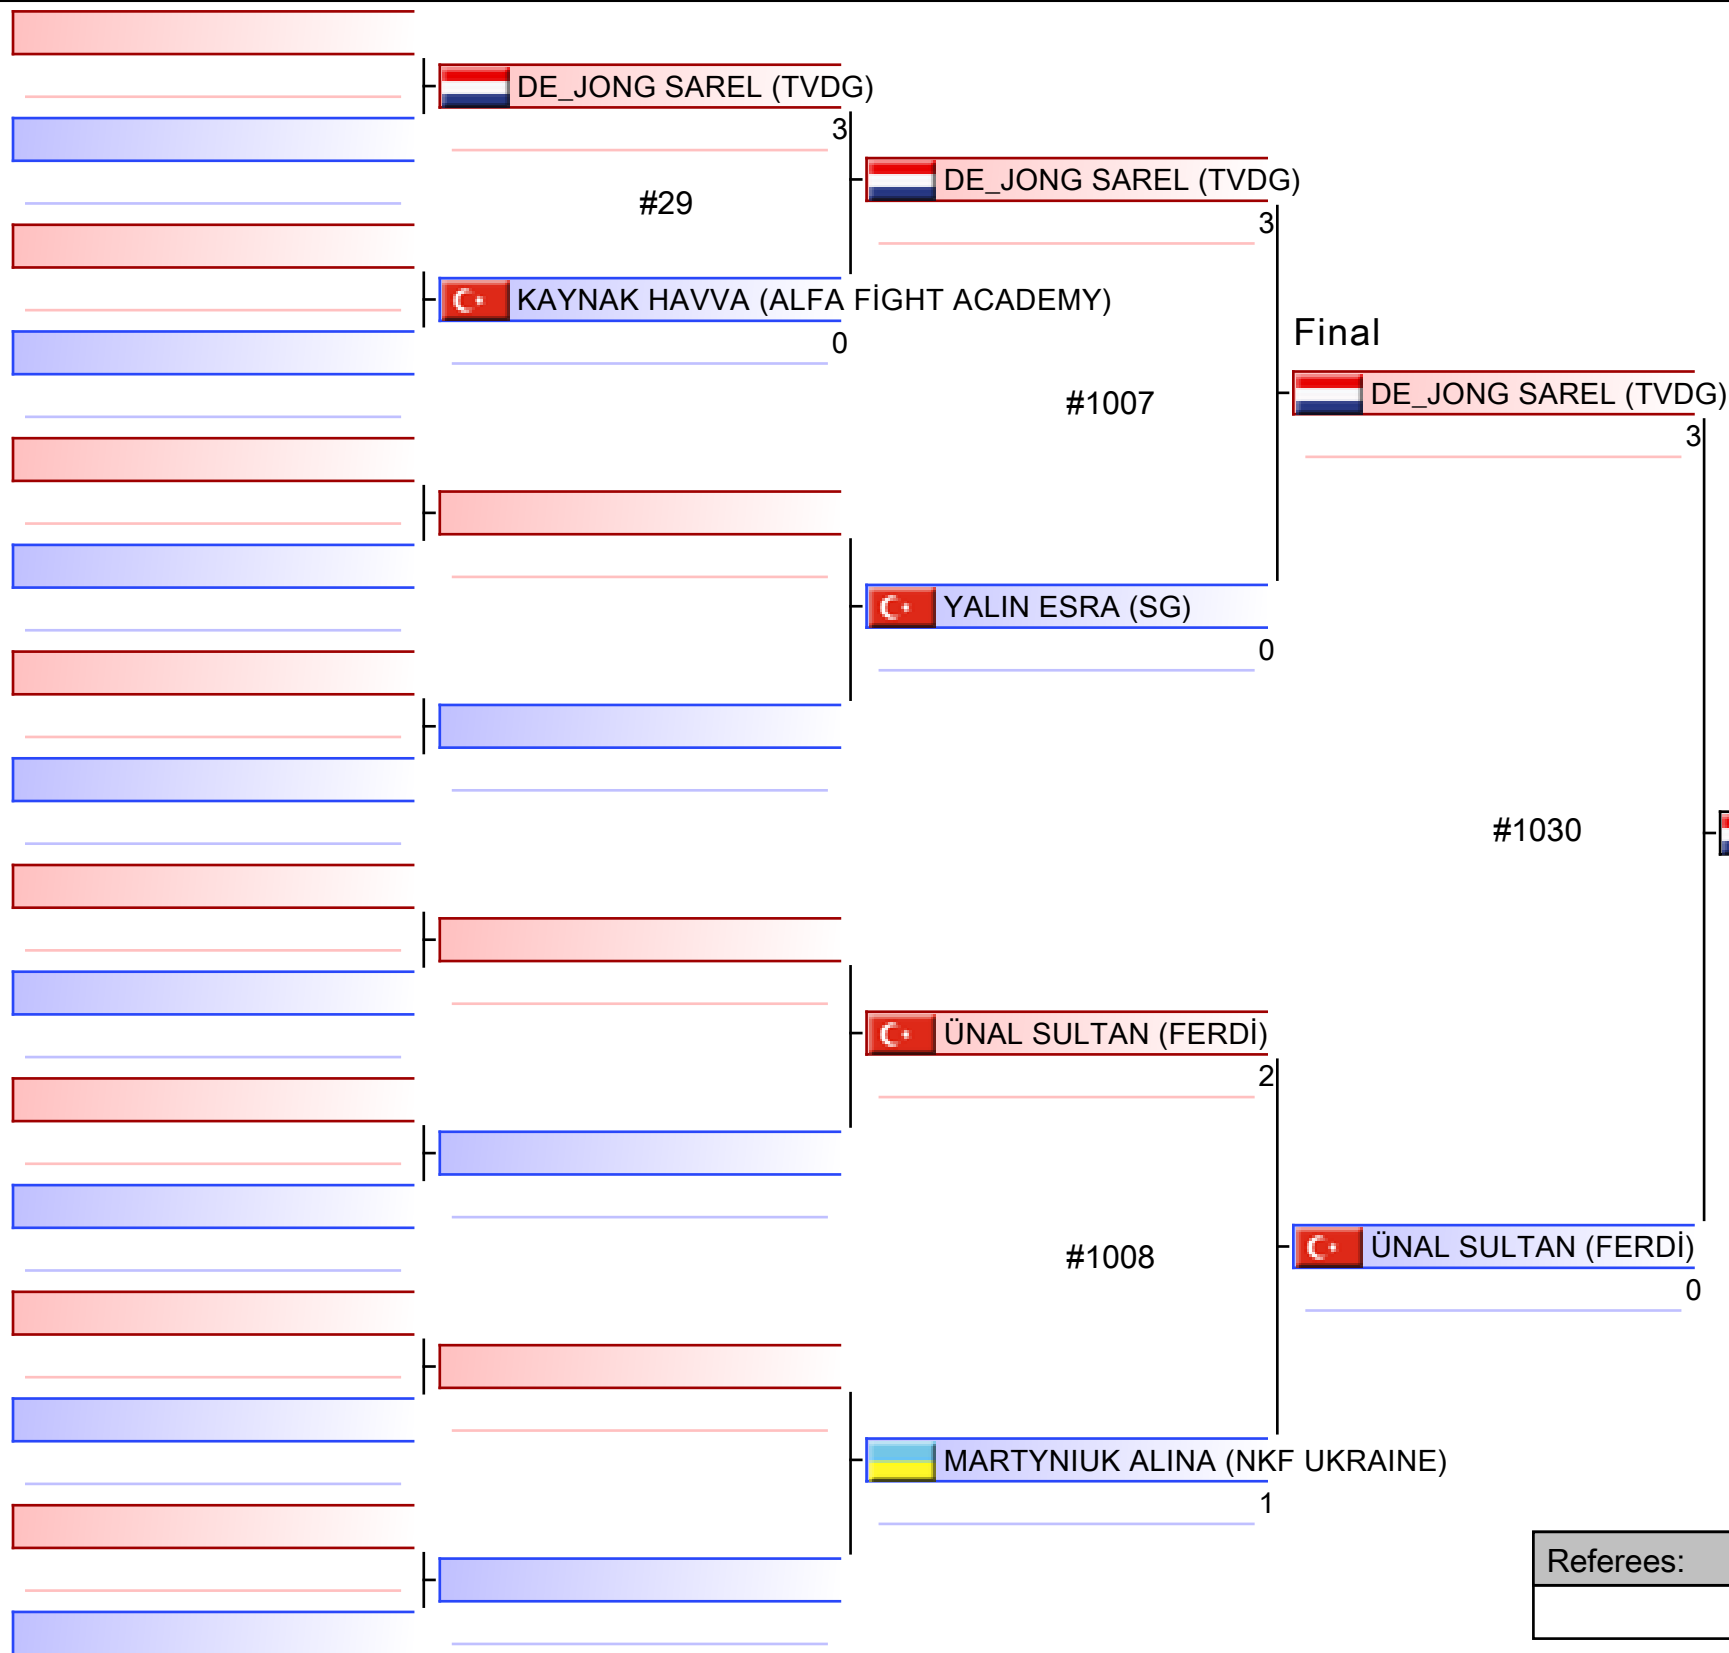 DE_JONG SAREL (TVDG)
3
#29
KAYNAK HAVVA (ALFA FİGHT ACADEMY)
0
DE_JONG SAREL (TVDG)
3
#1007
YALIN ESRA (SG)
0
ÜNAL SULTAN (FERDİ)
2
#1008
MARTYNIUK ALINA (NKF UKRAINE)
1
Final
DE_JONG SAREL (TVDG)
3
#1030
ÜNAL SULTAN (FERDİ)
0
Referees: